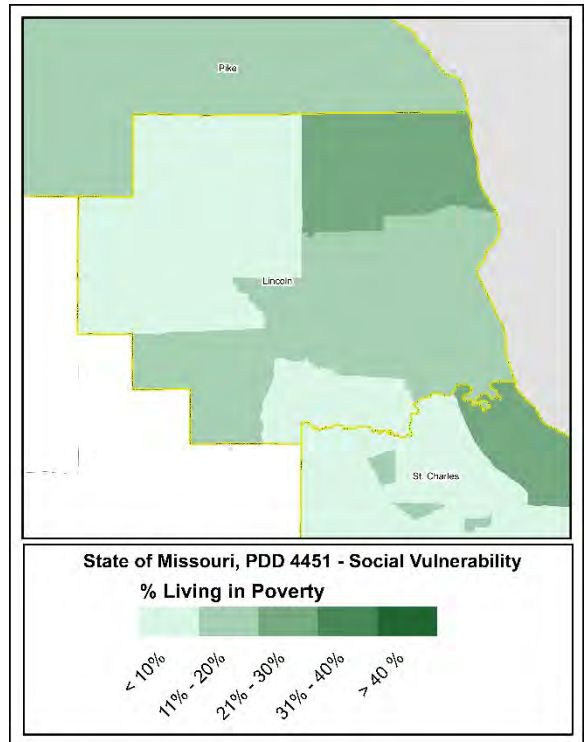 Pike
Lincoln
St. Charles
State of Missouri, PDD 4451 - Social Vulnerability
% Living in Poverty
< 10%
11% - 20%
21% - 30%
31% - 40%
> 40 %